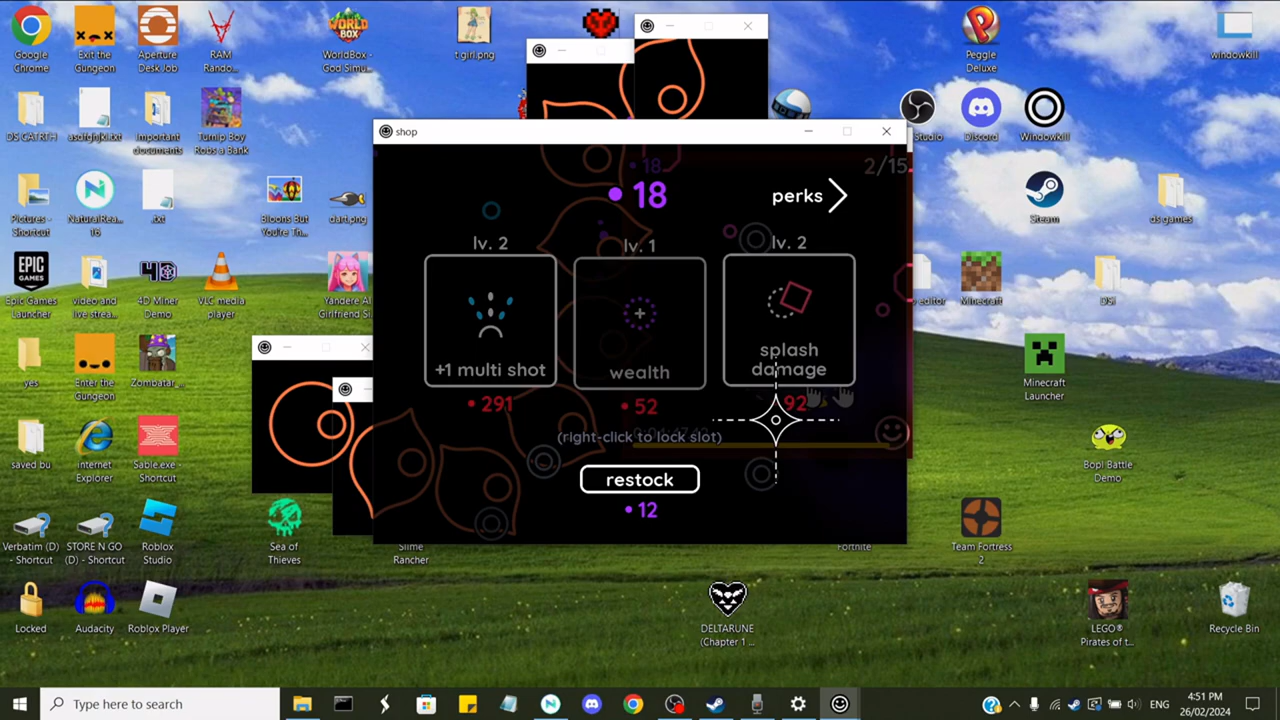 Google
Chrome
Exit the
Gungeon
Aperture
Desk Job
RAM
Rando...
WorldBox -
God Simu...
t girl.png
Peggle
Deluxe
windowkill
DS CATRTH
asdfghjkl.txt
Important
documents
Turnip Boy
Robs a Bank
Studio
Discord
Windowkill
Pictures -
Shortcut
NaturalRea...
16
.txt
Bloons But
You're Th...
dart.png
Steam
ds games
Epic Games
Launcher
video and
live strea...
4D Miner
Demo
VLC media
player
Yandere AI
Girlfriend Si...
editor
Minecraft
DSi
yes
Enter the
Gungeon
Zombatar ...
Minecraft
Launcher
saved bu
internet
Explorer
Sable.exe -
Shortcut
Bop! Battle
Demo
Verbatim (D)
- Shortcut
STORE N GO
(D) - Shortcut
Roblox
Studio
Sea of
Thieves
Slime
Rancher
Fortnite
Team Fortress
2
Locked
Audacity
Roblox Player
DELTARUNE
(Chapter 1 ...
LEGO®
Pirates of t...
Recycle Bin
shop
18
2/15
18
perks
lv. 2
lv. 1
lv. 2
+1 multi shot
wealth
splash
damage
291
52
92
(right-click to lock slot)
restock
12
Type here to search
ENG
4:51 PM
26/02/2024